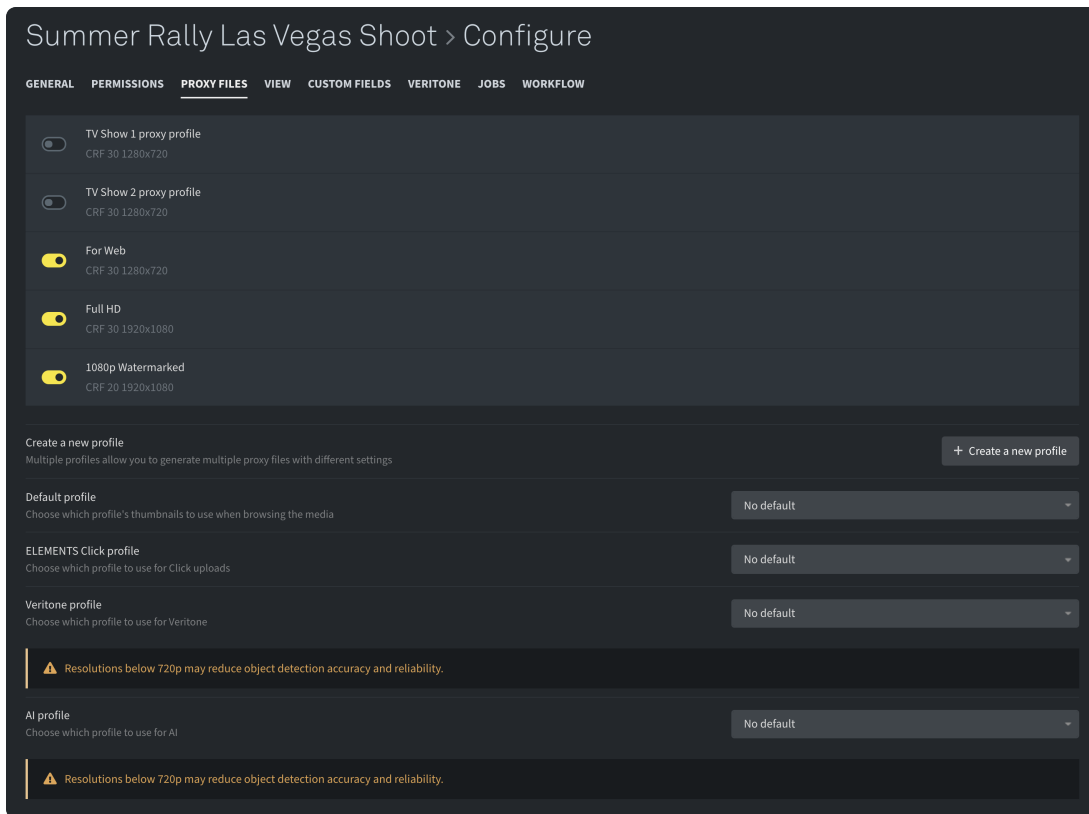 Summer Rally Las Vegas Shoot > Configure
GENERAL PERMISSIONS PROXY FILES VIEW CUSTOM FIELDS VERITONE JOBS WORKFLOW
TV Show 1 proxy profile
CRF 30 1280x720
TV Show 2 proxy profile
CRF 30 1280x720
For Web
CRF 30 1280x720
Full HD
CRF 30 1920x1080
1080p Watermarked
CRF 20 1920x1080
Create a new profile
Multiple profiles allow you to generate multiple proxy files with different settings
+ Create a new profile
Default profile
Choose which profile's thumbnails to use when browsing the media
No default
ELEMENTS Click profile
Choose which profile to use for Click uploads
No default
Veritone profile
Choose which profile to use for Veritone
No default
Resolutions below 720p may reduce object detection accuracy and reliability.
AI profile
Choose which profile to use for AI
No default
Resolutions below 720p may reduce object detection accuracy and reliability.